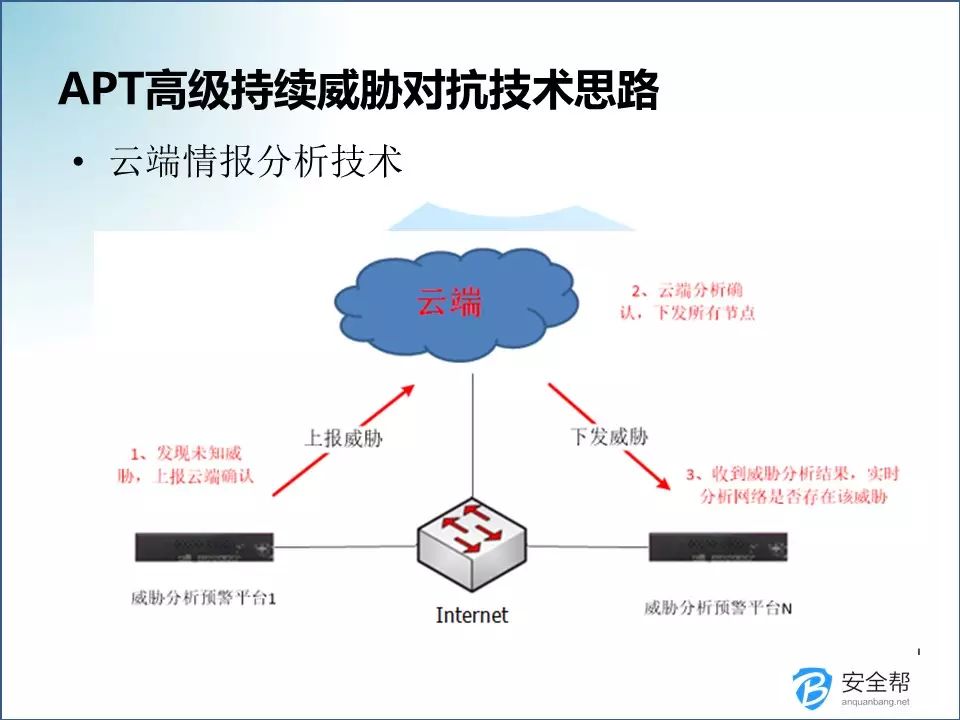 APT高级持续威胁对抗技术思路
• 云端情报分析技术
云端
2、云端分析确
认，下发所有节点
上报威胁
下发威胁
1、发现未知威
胁，上报云端确认
3、收到威胁分析结果，实时
分析网络是否存在该威胁
威胁分析预警平台1
Internet
威胁分析预警平台N
安全帮
anquanbang.net